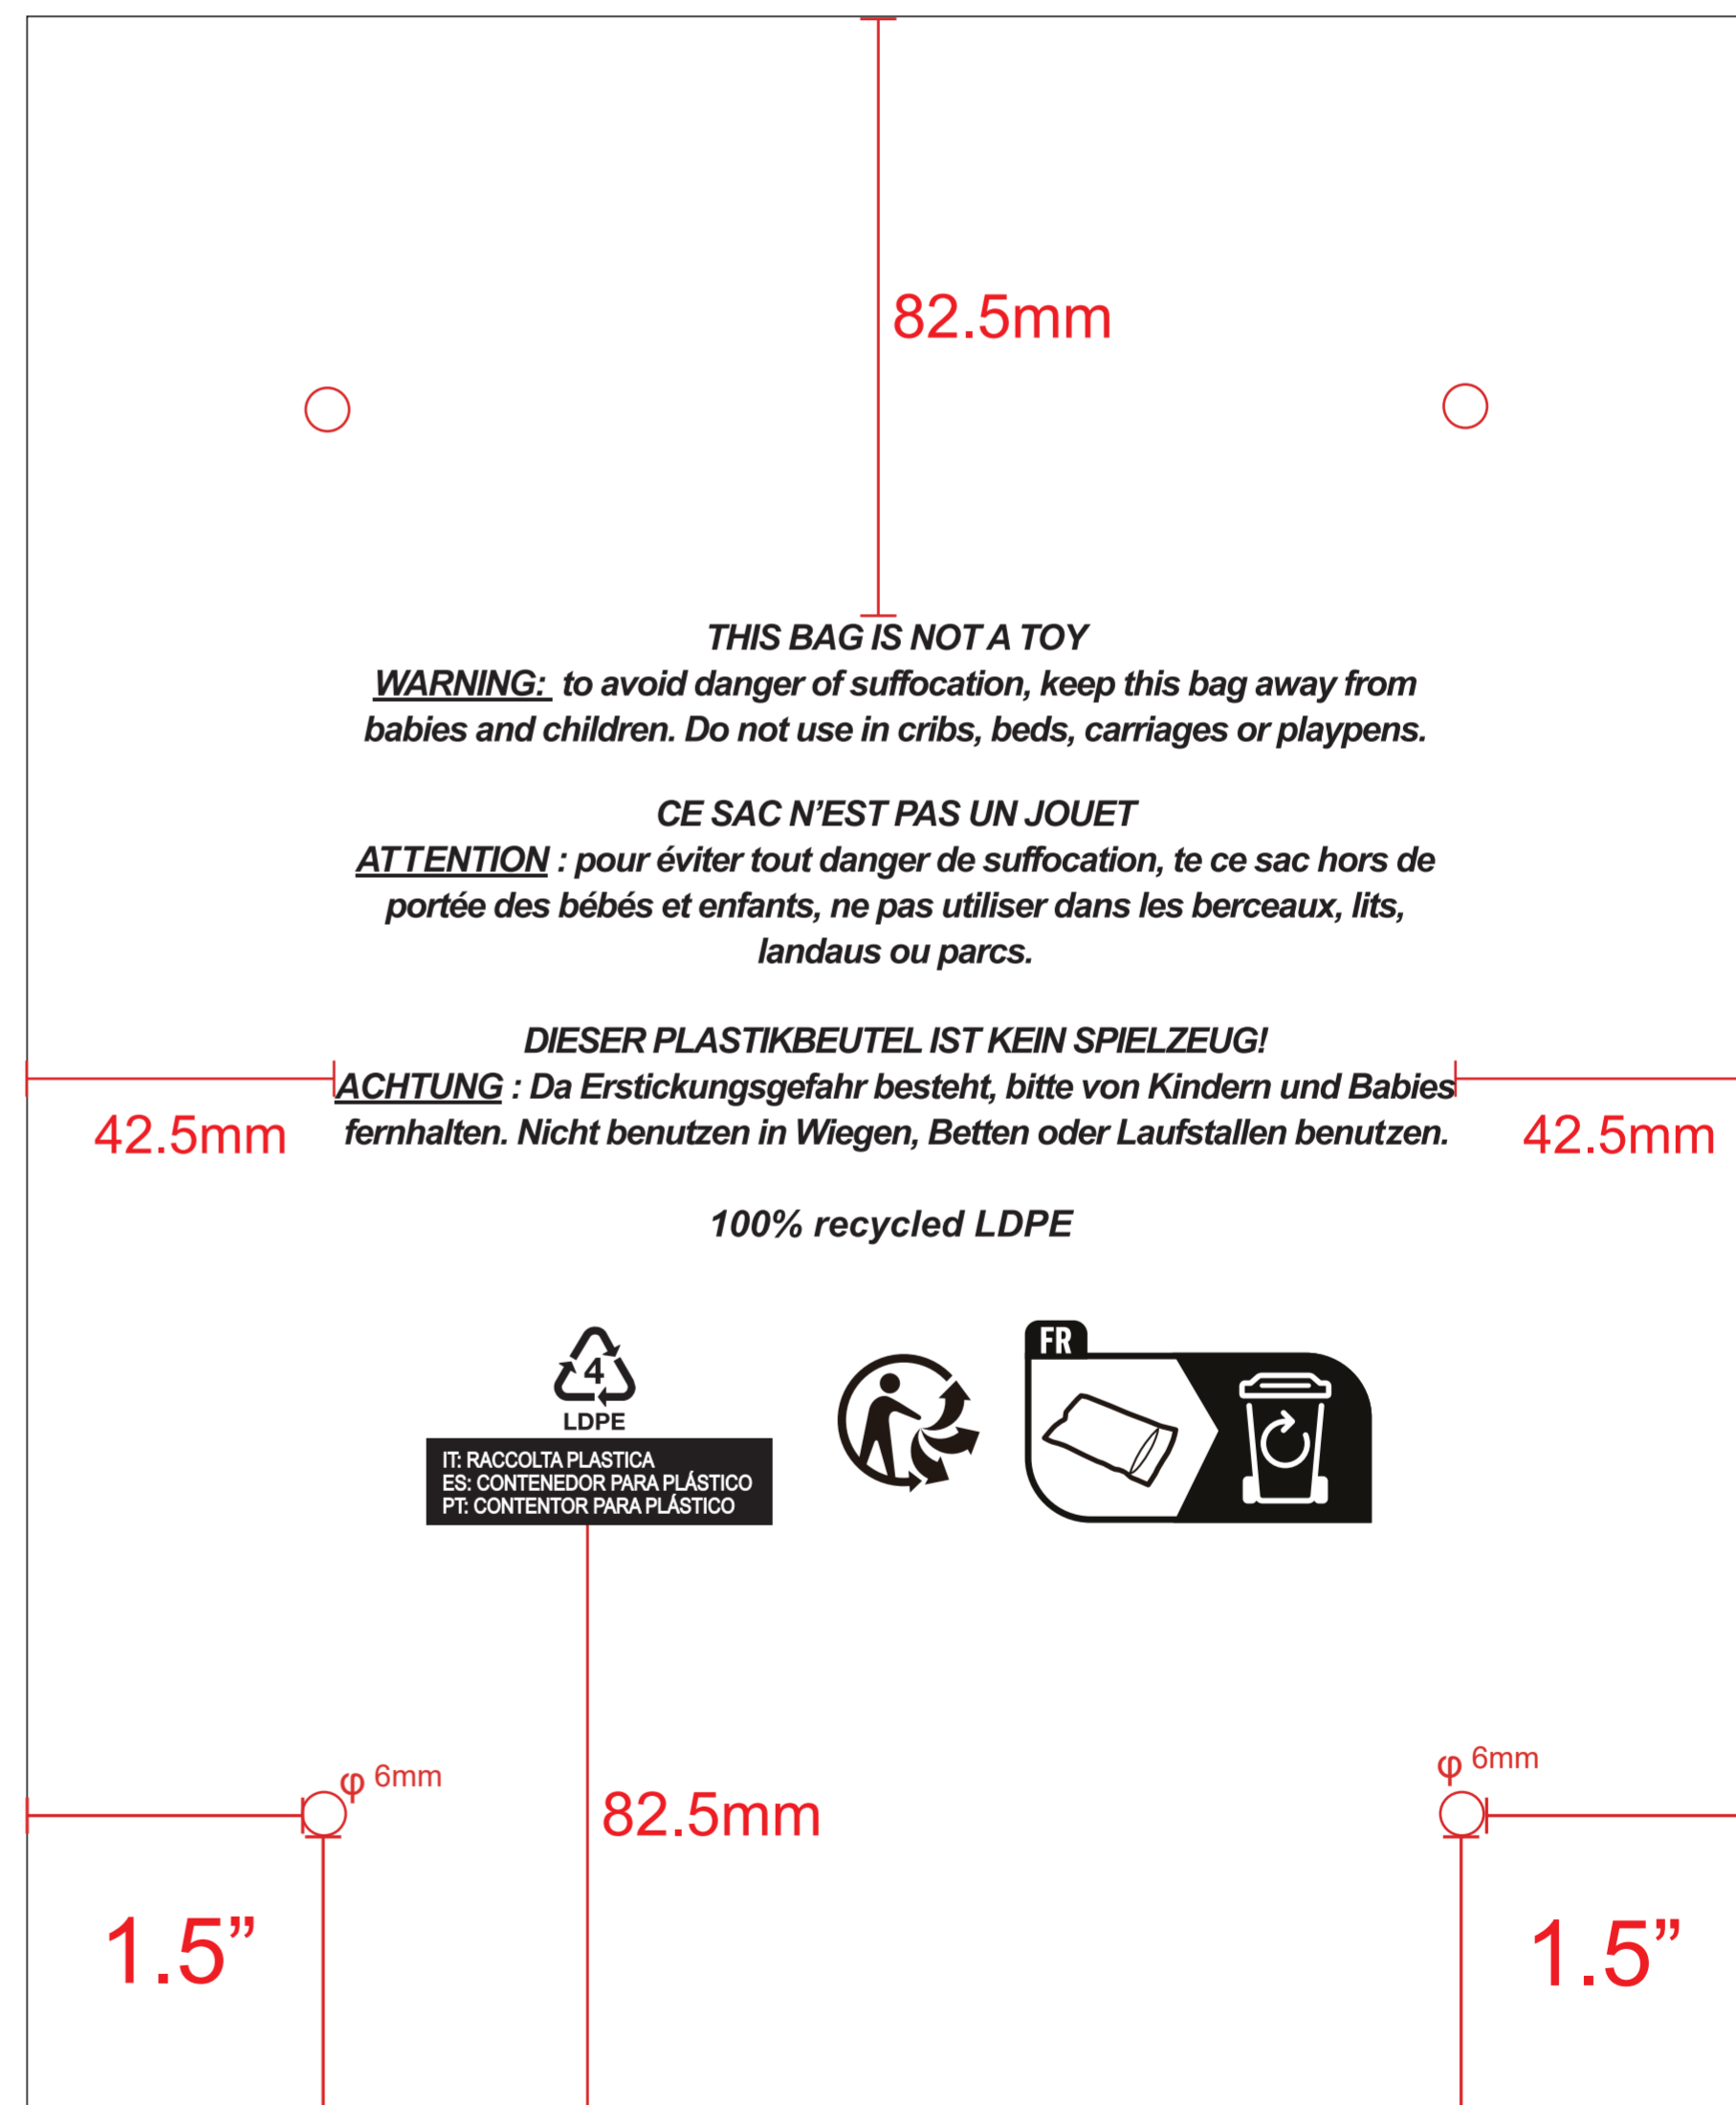 82.5mm
THIS BAG IS NOT A TOY
WARNING: to avoid danger of suffocation, keep this bag away from
babies and children. Do not use in cribs, beds, carriages or playpens.
CE SAC N’EST PAS UN JOUET
ATTENTION : pour éviter tout danger de suffocation, te ce sac hors de
portée des bébés et enfants, ne pas utiliser dans les berceaux, lits,
landaus ou parcs.
DIESER PLASTIKBEUTEL IST KEIN SPIELZEUG!
ACHTUNG : Da Erstickungsgefahr besteht, bitte von Kindern und Babies
fernhalten. Nicht benutzen in Wiegen, Betten oder Laufstallen benutzen.
42.5mm
42.5mm
100% recycled LDPE
4
LDPE
IT: RACCOLTA PLASTICA
ES: CONTENEDOR PARA PLÁSTICO
PT: CONTENTOR PARA PLÁSTICO
FR
φ 6mm
φ 6mm
82.5mm
1.5”
1.5”